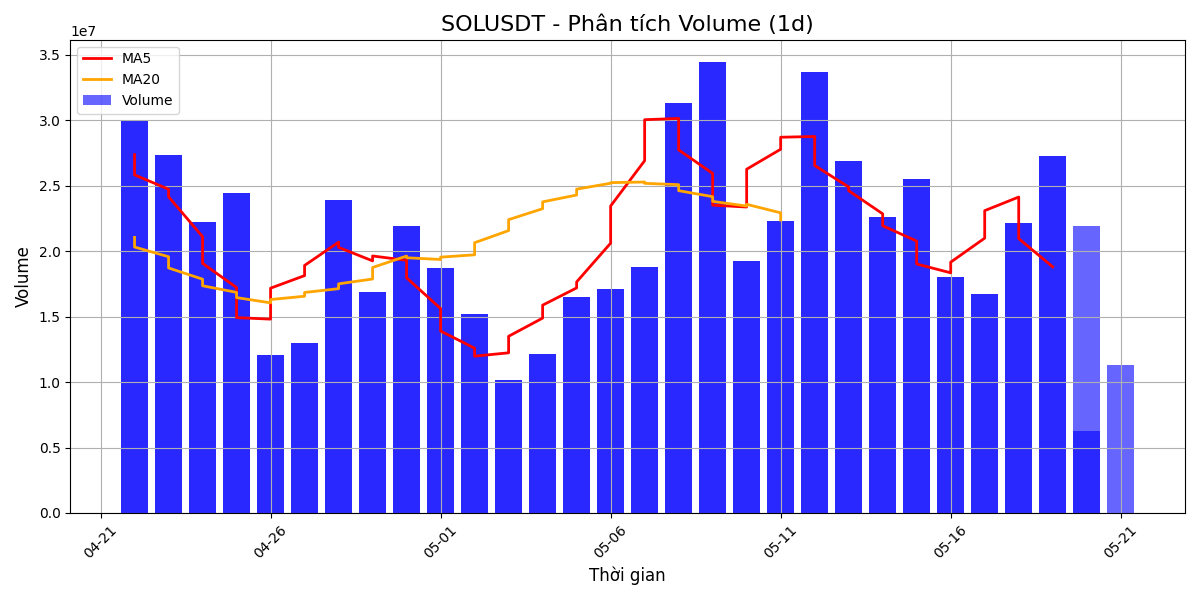 SOLUSDT - Phân tích Volume (1d)
1e7
MA5
MA20
Volume
3.5
3.0
2.5
2.0
1.5
1.0
0.5
0.0
Volume
04-21
04-26
05-01
05-06
05-11
05-16
05-21
Thời gian